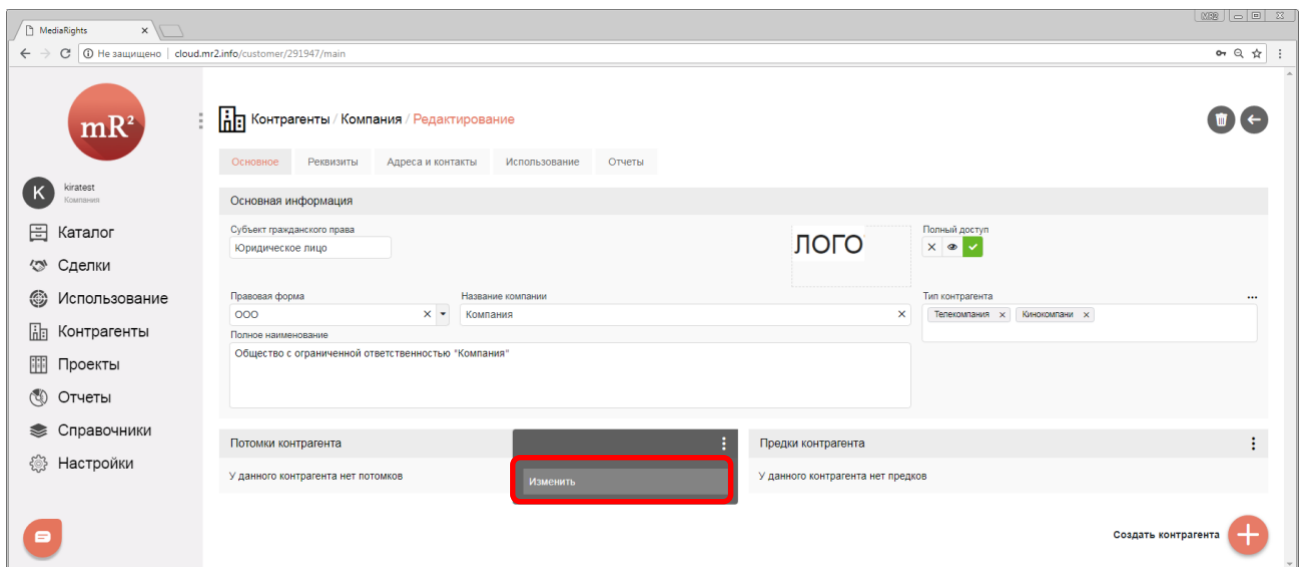 MR2
MediaRights
Не защищено | cloud.mr2.info/customer/291947/main
mR²
Контрагенты / Компания / Редактирование
Основное Реквизиты Адреса и контакты Использование Отчеты
K
kiratest
Компания
Каталог
Сделки
Использование
Контрагенты
Проекты
Отчеты
Справочники
Настройки
Основная информация
Субъект гражданского права
Юридическое лицо
ЛОГО
Полный доступ
Правовая форма
ООО
Название компании
Компания
Тип контрагента
Телекомпания
Кинокомпани
Полное наименование
Общество с ограниченной ответственностью "Компания"
Потомки контрагента
У данного контрагента нет потомков
Изменить
Предки контрагента
У данного контрагента нет предков
Создать контрагента